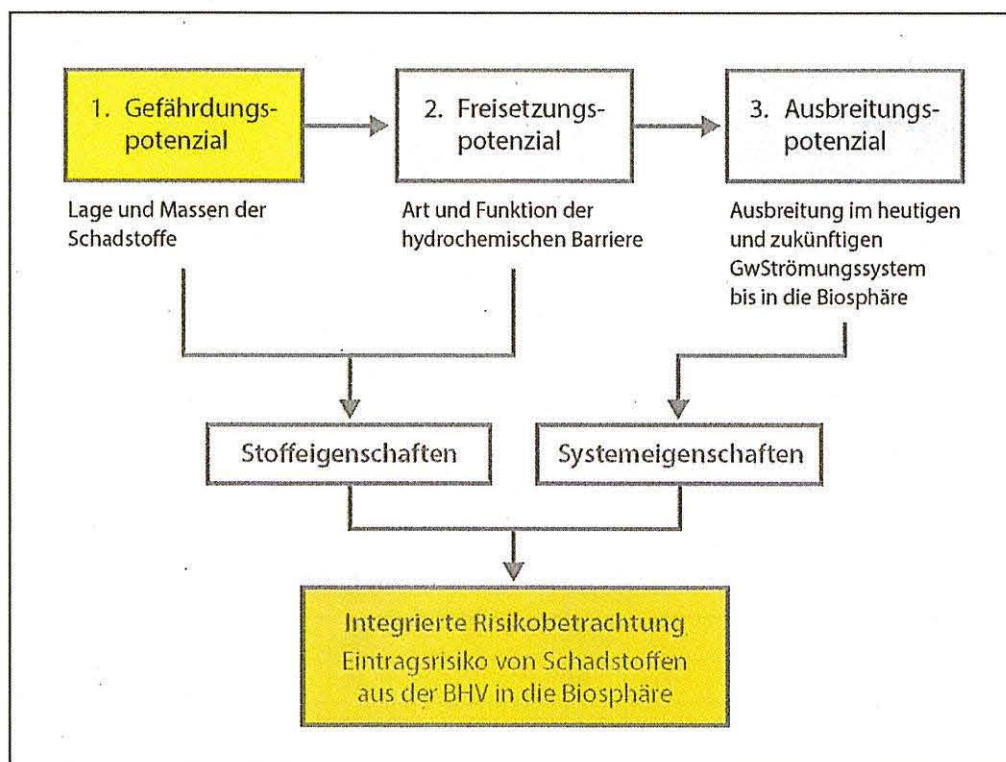 1. Gefährdungs-
potenzial
2. Freisetzungs-
potenzial
3. Ausbreitungs-
potenzial
Lage und Massen der
Schadstoffe
Art und Funktion der
hydrochemischen Barriere
Ausbreitung im heutigen
und zukünftigen
GwStrömungssystem
bis in die Biosphäre
Stoffeigenschaften
Systemeigenschaften
Integrierte Risikobetrachtung
Eintragsrisiko von Schadstoffen
aus der BHV in die Biosphäre